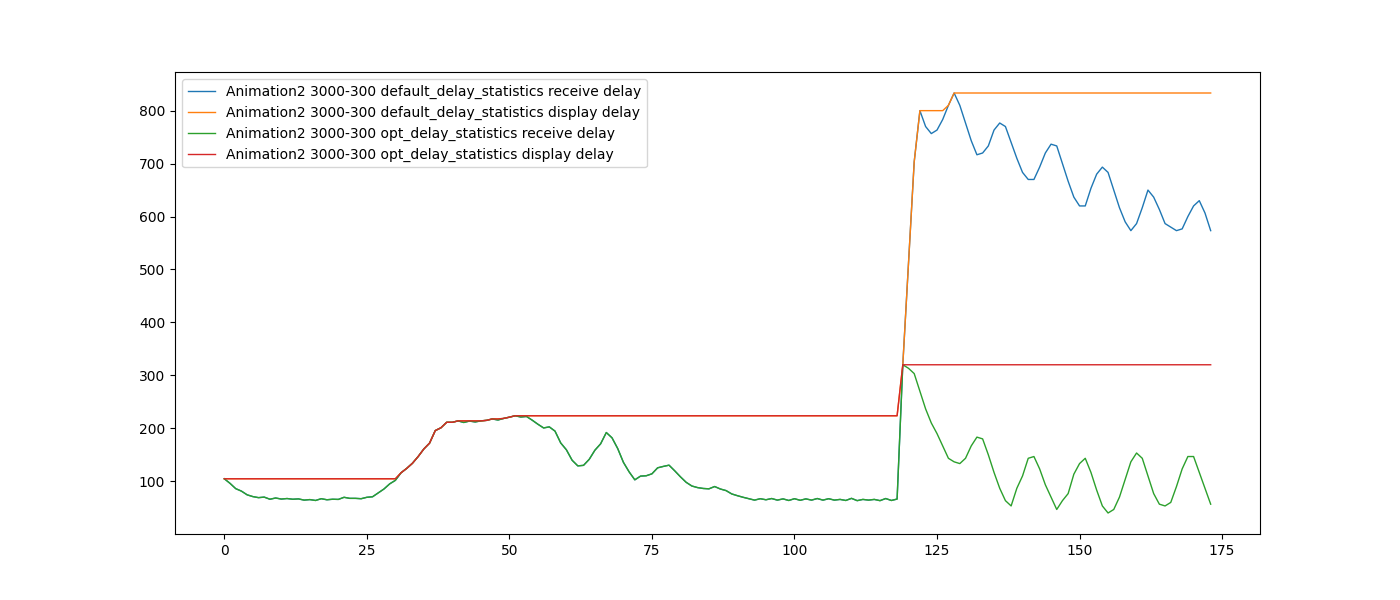 Animation2 3000-300 default_delay_statistics receive delay
Animation2 3000-300 default_delay_statistics display delay
Animation2 3000-300 opt_delay_statistics receive delay
Animation2 3000-300 opt_delay_statistics display delay
800
700
600
500
400
300
200
100
0 25 50 75 100 125 150 175